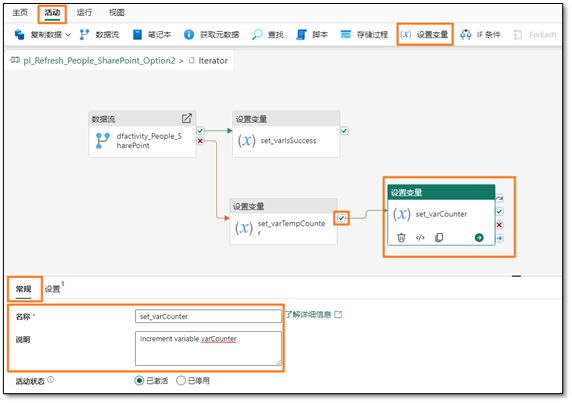 主页 活动 运行 视图
复制数据 数据流 笔记本 获取元数据 查找 脚本 存储过程 (x) 设置变量 IF 条件 ForEach
pl_Refresh_People_SharePoint_Option2 > Iterator
数据流
dfactivity_People_S
harePoint
设置变量
(x) set_varIsSuccess
设置变量
(x) set_varTempCounte
r
设置变量
(x) set_varCounter
常规 设置 1
名称 * set_varCounter 了解详细信息
说明 Increment variable varCounter
活动状态 已激活 已停用